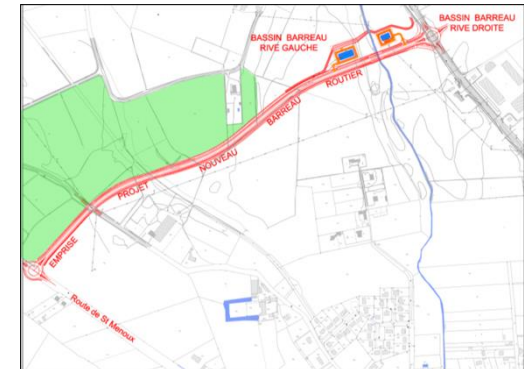 BASSIN BARREAU
RIVE GAUCHE
BASSIN BARREAU
RIVE DROITE
EMPRISE PROJET NOUVEAU BARREAU ROUTIER
Route de St Menoux